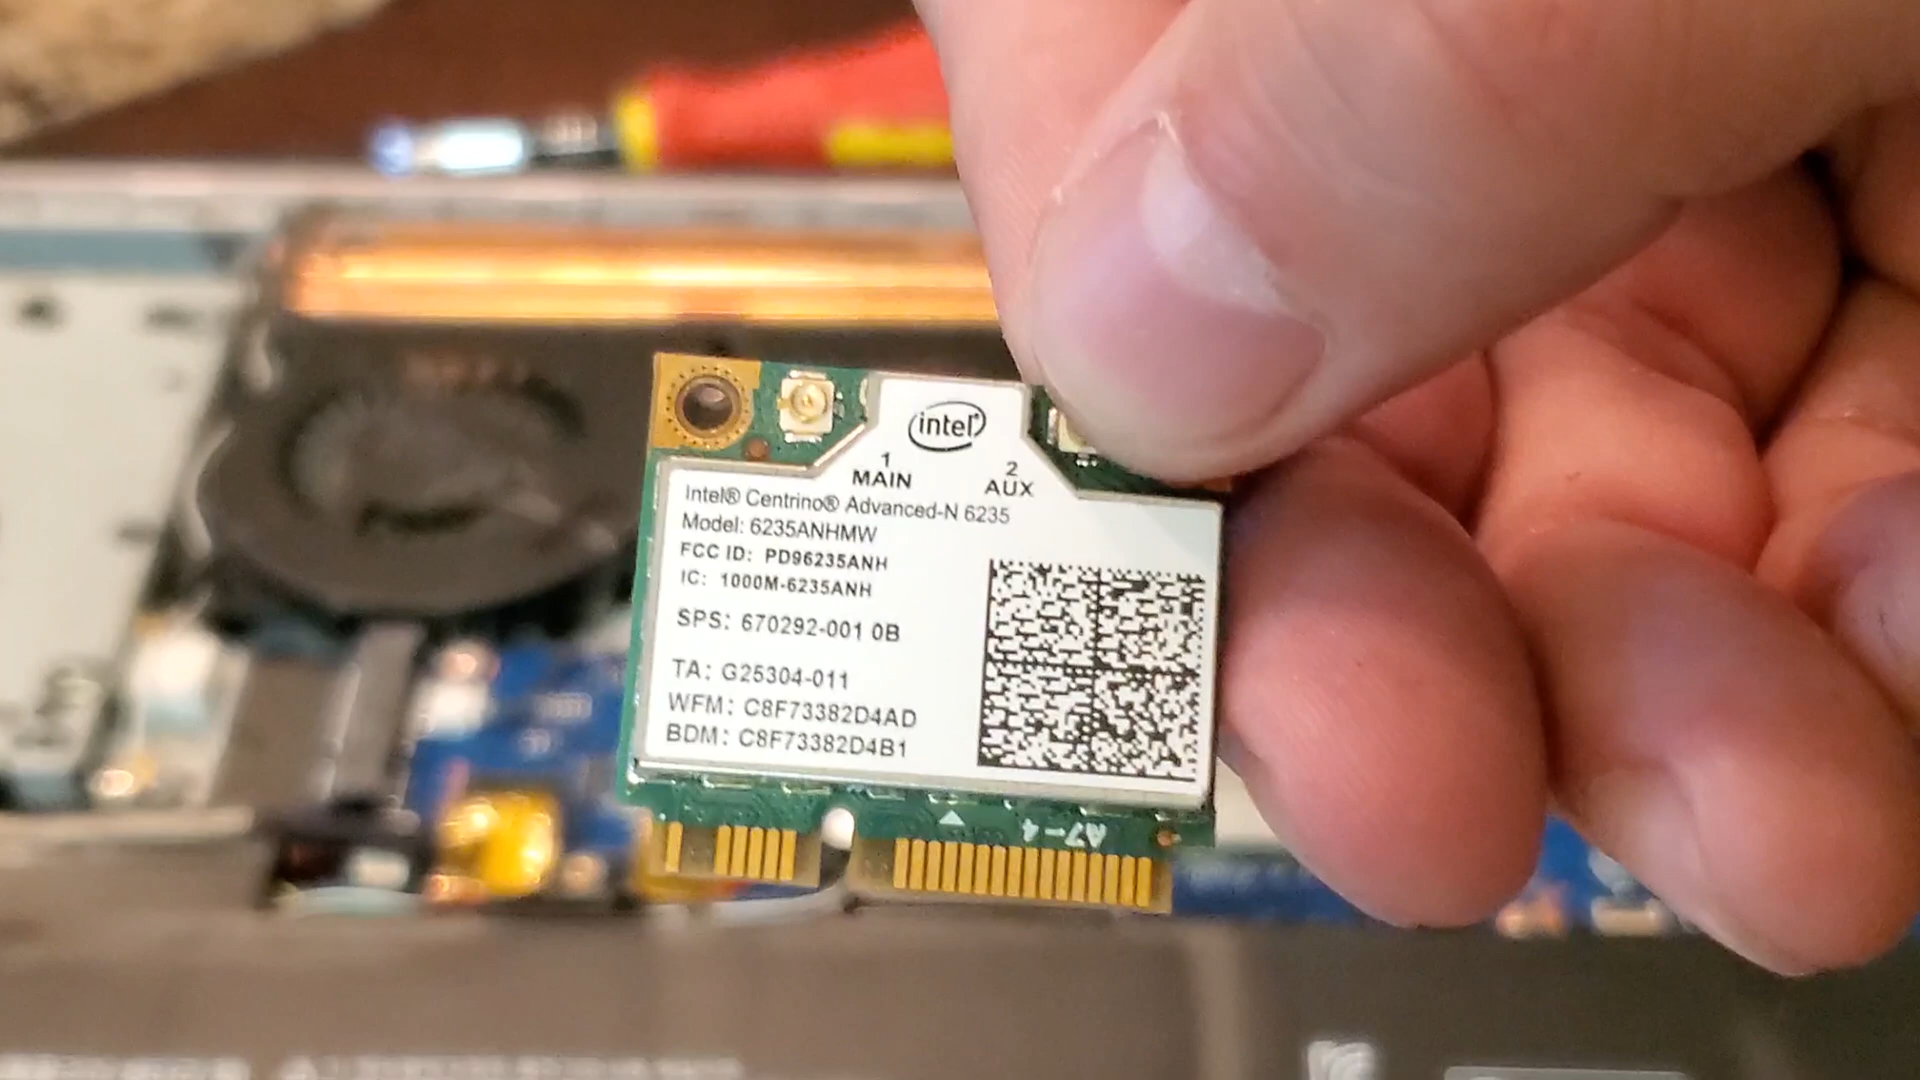 intel®
1
MAIN
2
AUX
Intel® Centrino® Advanced-N 6235
Model: 6235ANHMW
FCC ID: PD96235ANH
IC: 1000M-6235ANH
SPS: 670292-001 0B
TA: G25304-011
WFM: C8F73382D4AD
BDM: C8F73382D4B1
A7-4